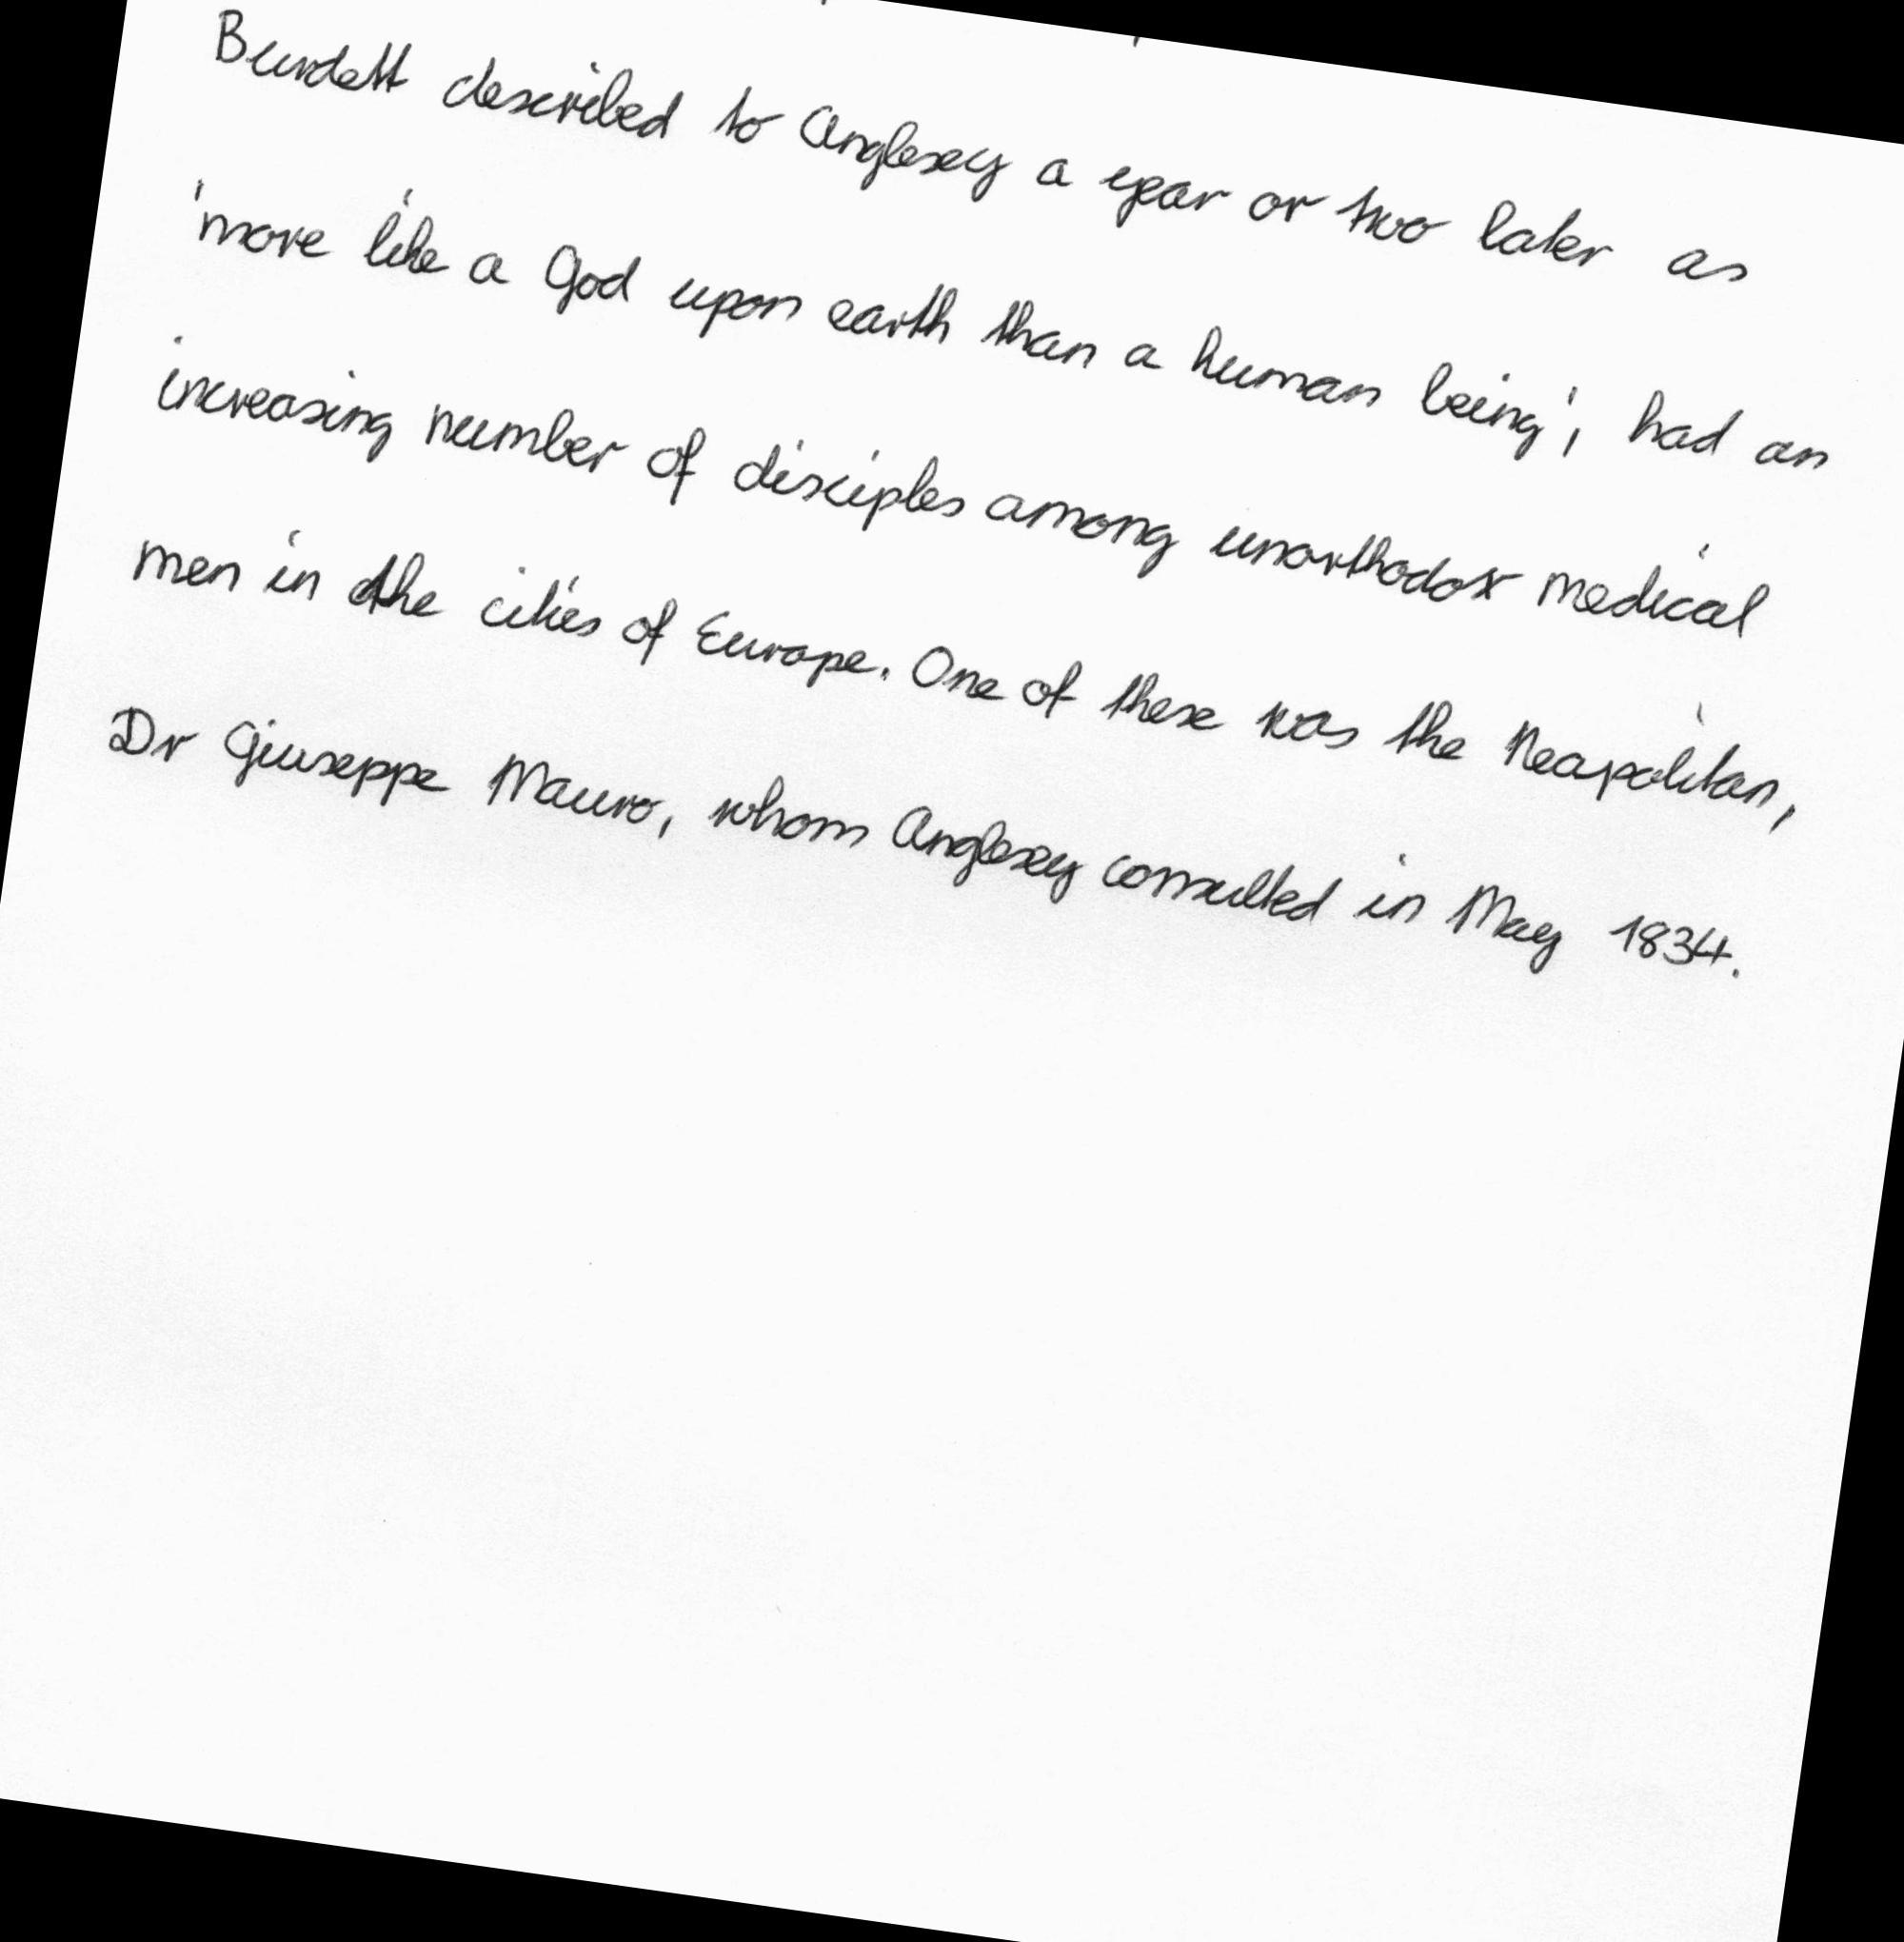 Burdett described to Anglesey a year or two later as
'more like a God upon earth than a human being', had an
increasing number of disciples among unorthodox medical
men in the cities of Europe. One of these was the Neapolitan,
Dr Giuseppe Mauro, whom Anglesey consulted in May 1834.